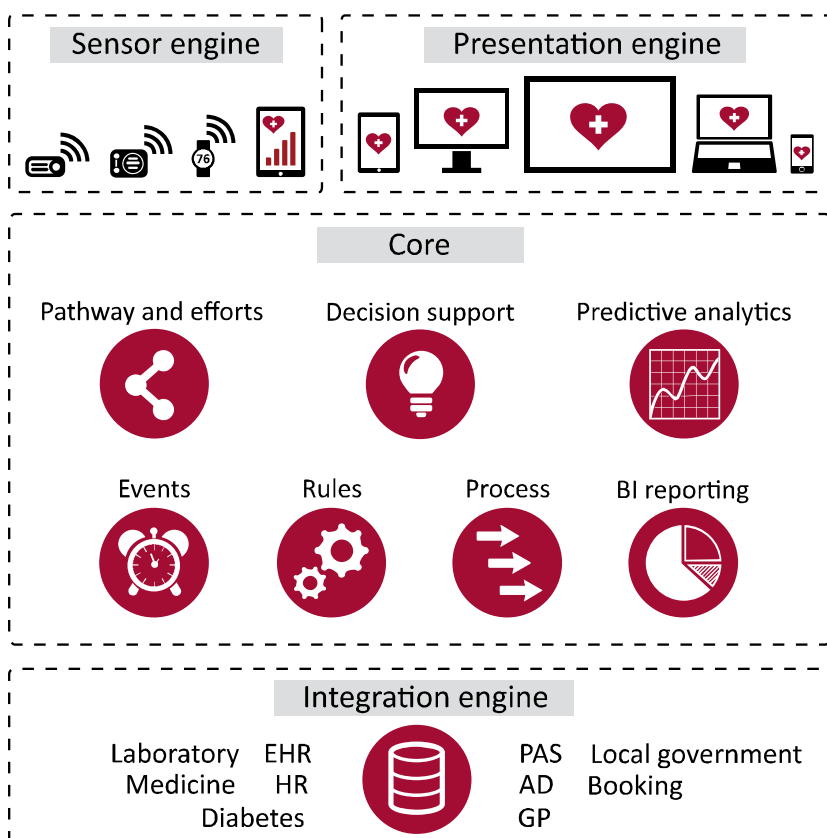 Sensor engine
Presentation engine
76
Core
Pathway and efforts
Decision support
Predictive analytics
Events
Rules
Process
BI reporting
Integration engine
Laboratory EHR PAS Local government
Medicine HR AD Booking
Diabetes GP